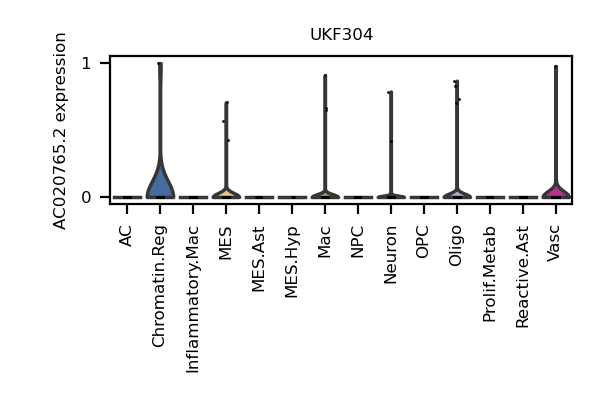 UKF304
AC020765.2 expression
1
0
AC
Chromatin.Reg
Inflammatory.Mac
MES
MES.Ast
MES.Hyp
Mac
NPC
Neuron
OPC
Oligo
Prolif.Metab
Reactive.Ast
Vasc